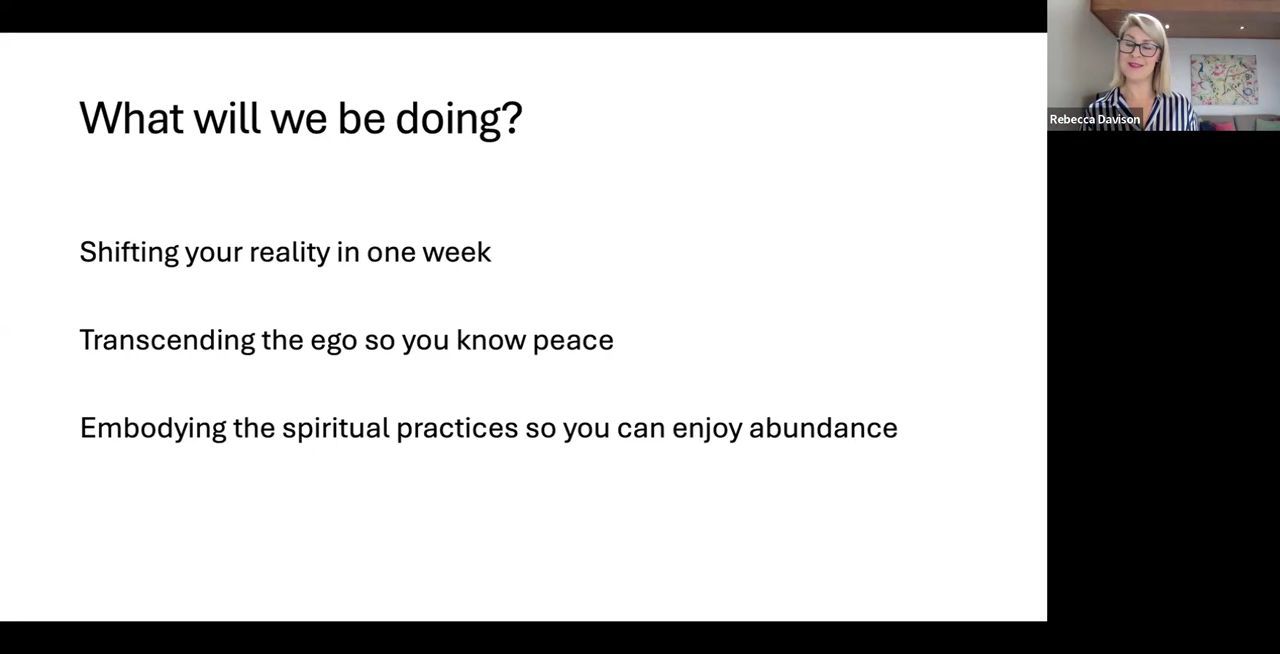 What will we be doing?
Shifting your reality in one week
Transcending the ego so you know peace
Embodying the spiritual practices so you can enjoy abundance
Rebecca Davison